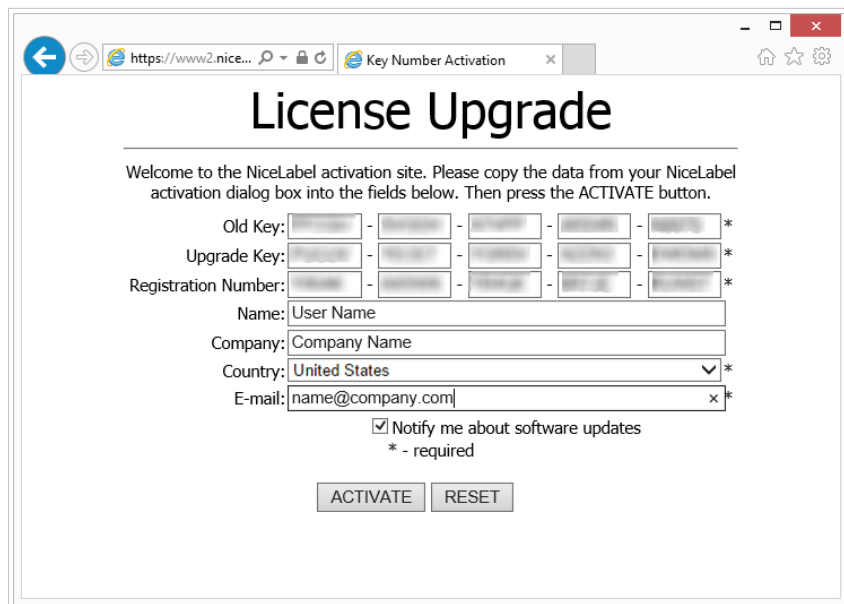 https://www2.nice...
Key Number Activation
License Upgrade
Welcome to the NiceLabel activation site. Please copy the data from your NiceLabel
activation dialog box into the fields below. Then press the ACTIVATE button.
Old Key: - - - - *
Upgrade Key: - - - - *
Registration Number: - - - - *
Name: User Name
Company: Company Name
Country: United States *
E-mail: name@company.com *
Notify me about software updates
* - required
ACTIVATE RESET